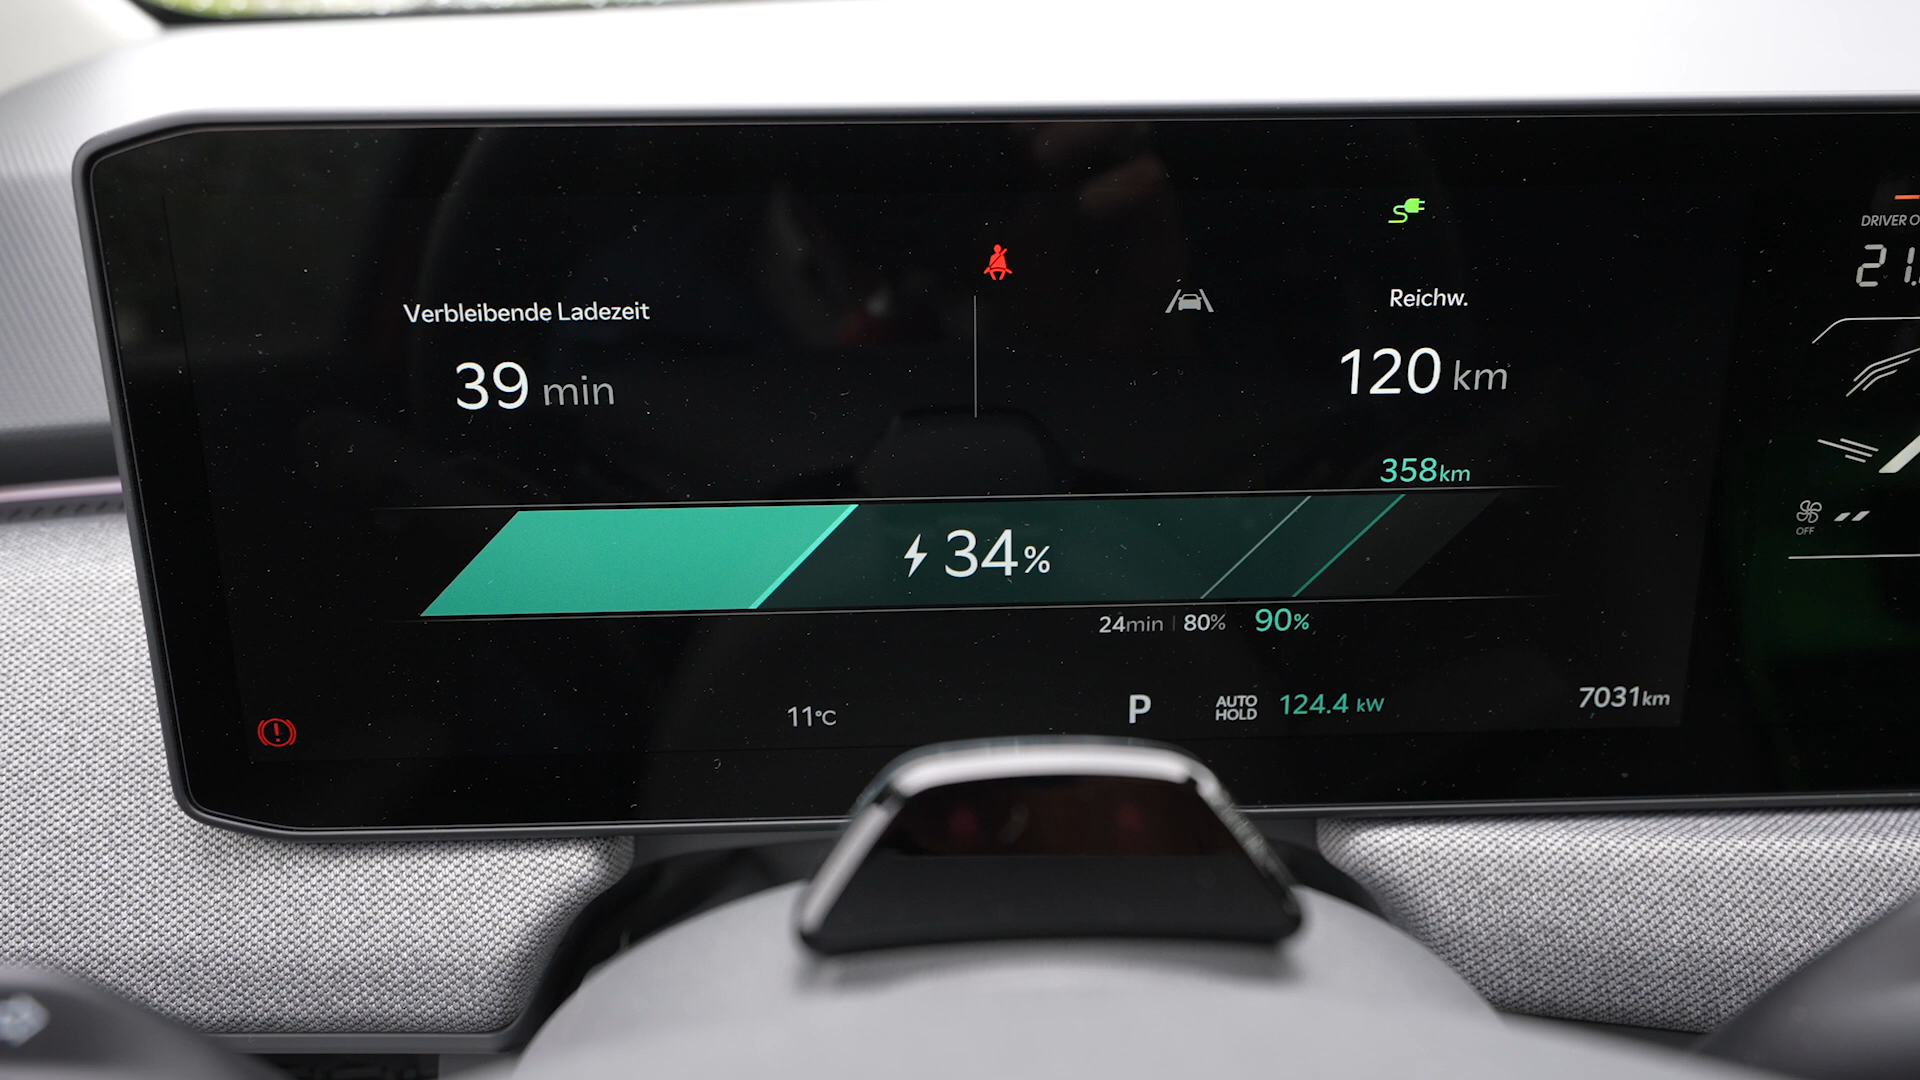 Verbleibende Ladezeit
39 min
Reichw.
120 km
358km
34%
24min | 80% 90%
11°C
P
AUTO HOLD
124.4 kW
7031km
DRIVER
21.
OFF